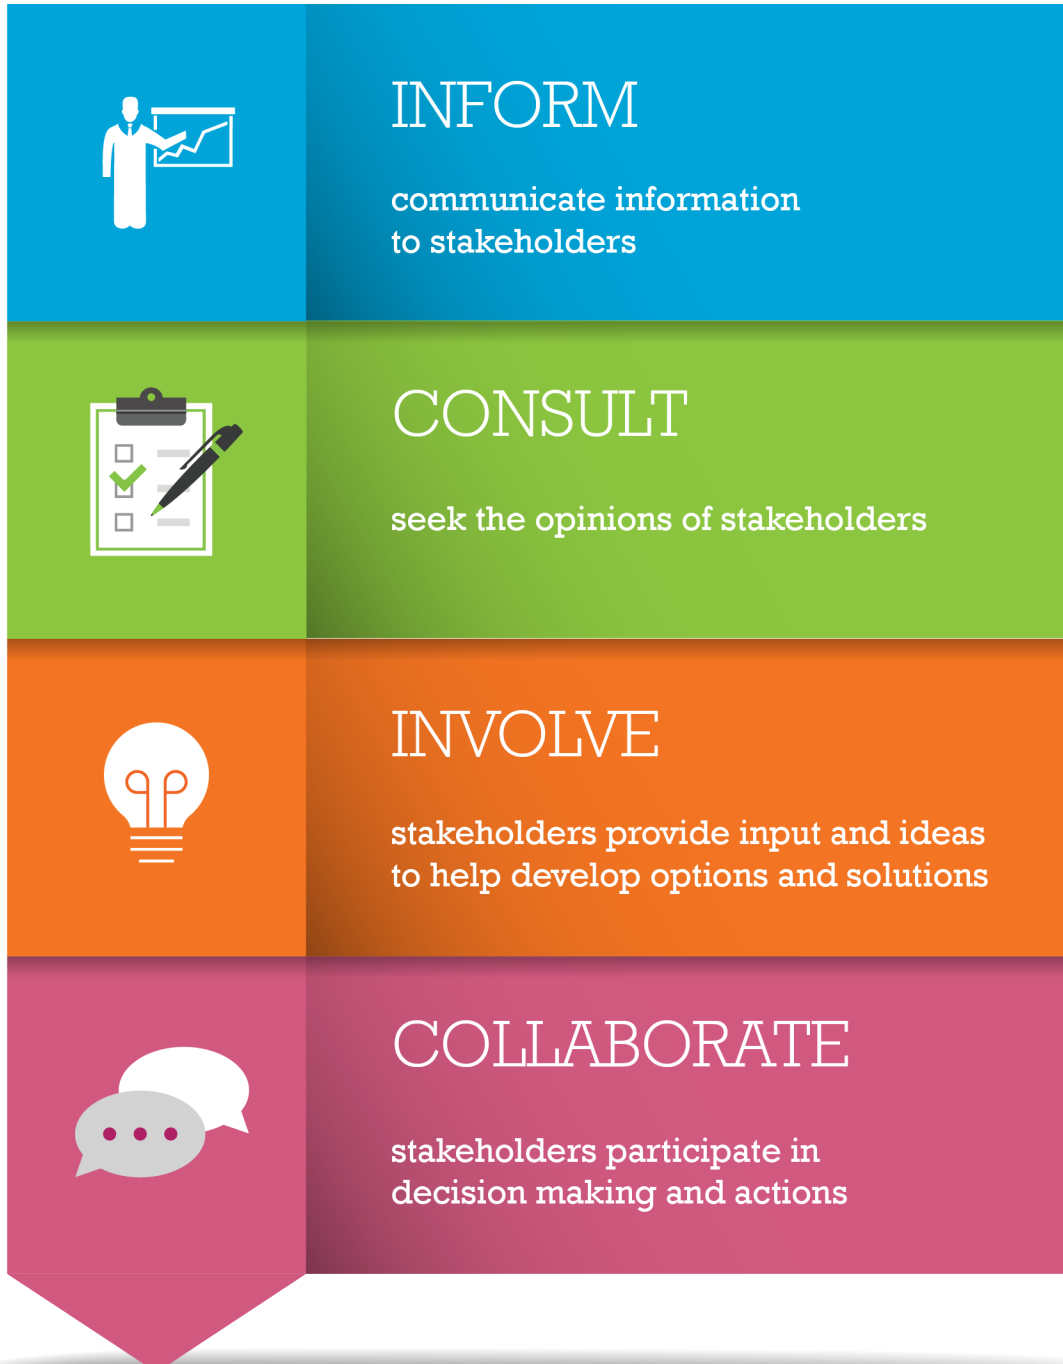 INFORM
communicate information
to stakeholders
CONSULT
seek the opinions of stakeholders
INVOLVE
stakeholders provide input and ideas
to help develop options and solutions
COLLABORATE
stakeholders participate in
decision making and actions